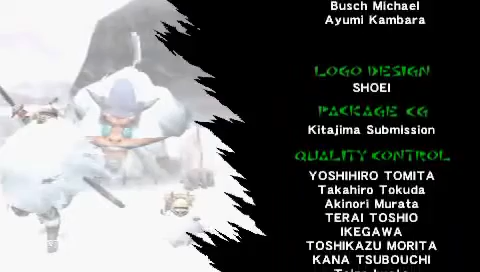 Busch Michael
Ayumi Kambara
LOGO DESIGN
SHOEI
PACKAGE CG
Kitajima Submission
QUALITY KONTROL
YOSHIHIRO TOMITA
Takahiro Tokuda
Akinori Murata
TERAI TOSHIO
IKEGAWA
TOSHIKAZU MORITA
KANA TSUBOUCHI